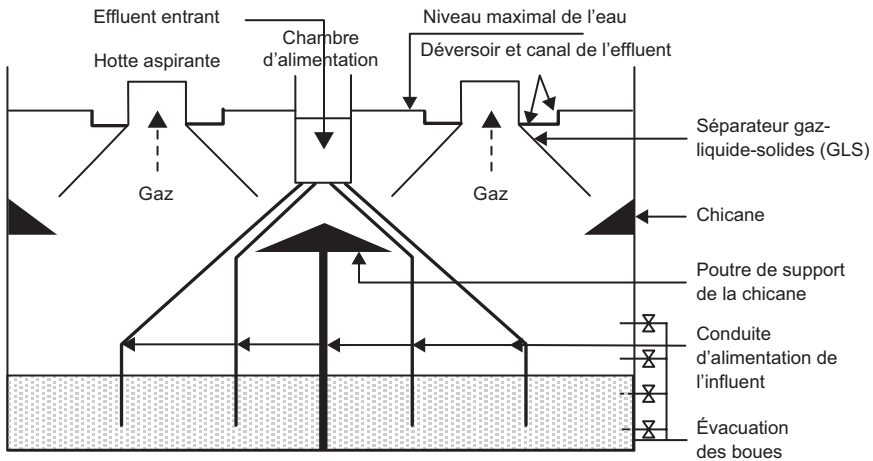 Effluent entrant
Niveau maximal de l'eau
Chambre
d'alimentation
Déversoir et canal de l'effluent
Hotte aspirante
Séparateur gaz-
liquide-solides (GLS)
Gaz
Gaz
Chicane
Poutre de support
de la chicane
Conduite
d'alimentation de
l'influent
Évacuation
des boues